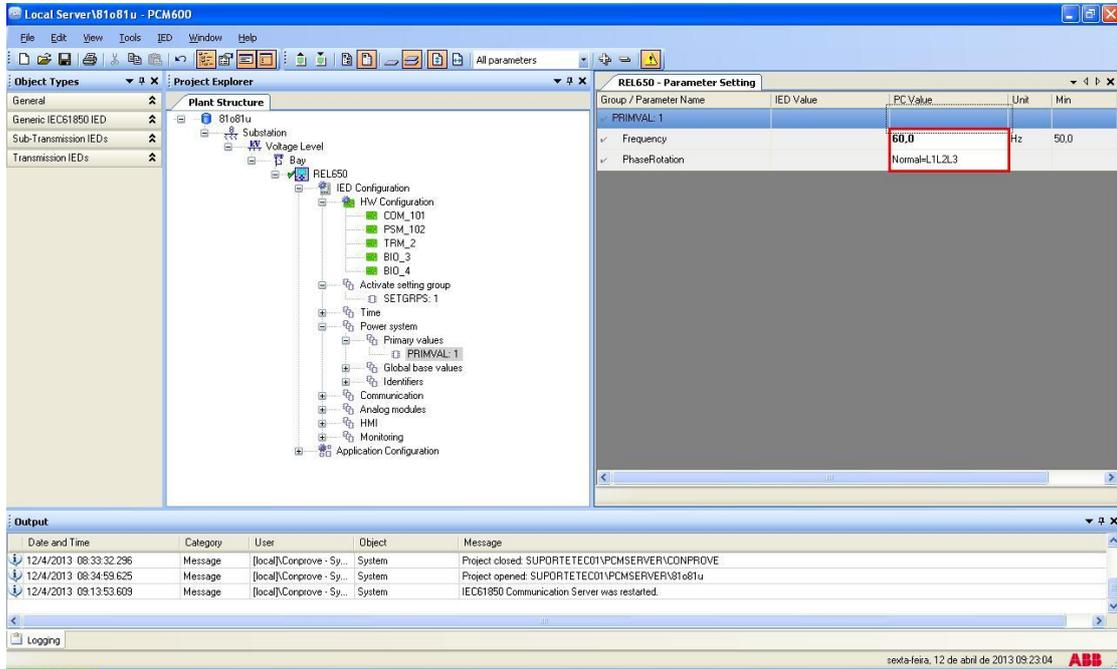 Local Server\81o81u - PCM600
File Edit View Tools IED Window Help
All parameters
Object Types
General
Generic IEC61850 IED
Sub-Transmission IEDs
Transmission IEDs
Project Explorer
Plant Structure
81o81u
Substation
Voltage Level
Bay
REL650
IED Configuration
HW Configuration
COM_101
PSM_102
TRM_2
BIO_3
BIO_4
Activate setting group
SETGRPS: 1
Time
Power system
Primary values
PRIMVAL: 1
Global base values
Identifiers
Communication
Analog modules
HMI
Monitoring
Application Configuration
REL650 - Parameter Setting
Group / Parameter Name IED Value PC Value Unit Min
PRIMVAL: 1
Frequency 60,0 Hz 50,0
PhaseRotation Normal=L1L2L3
Output
Date and Time Category User Object Message
12/4/2013 08:33:32.296 Message [local]\Conprove - Sy... System Project closed: SUPORTETEC01\PCMSERVER\CONPROVE
12/4/2013 08:34:59.625 Message [local]\Conprove - Sy... System Project opened: SUPORTETEC01\PCMSERVER\81o81u
12/4/2013 09:13:53.609 Message [local]\Conprove - Sy... System IEC61850 Communication Server was restarted.
Logging
sexta-feira, 12 de abril de 2013 09:23:04 ABB